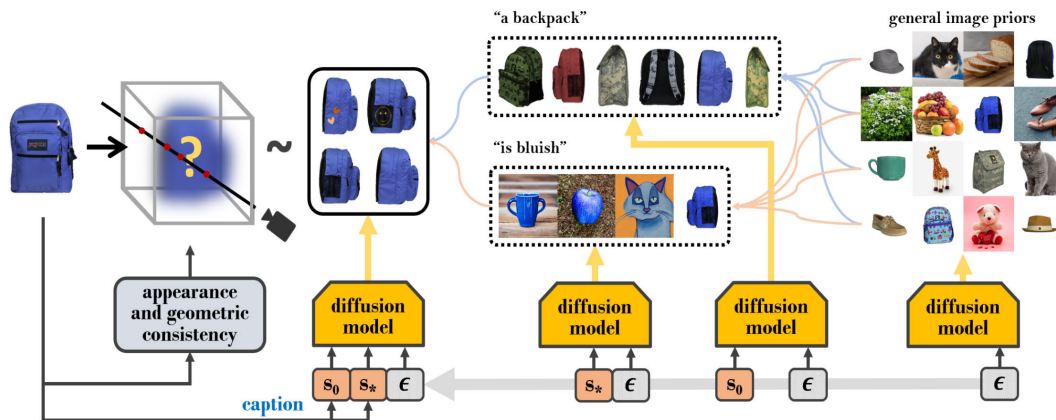 “a backpack”
general image priors
“is bluish”
?
~
appearance
and geometric
consistency
diffusion
model
diffusion
model
diffusion
model
diffusion
model
s₀ s* ϵ
s* ϵ
s₀ ϵ
ϵ
caption